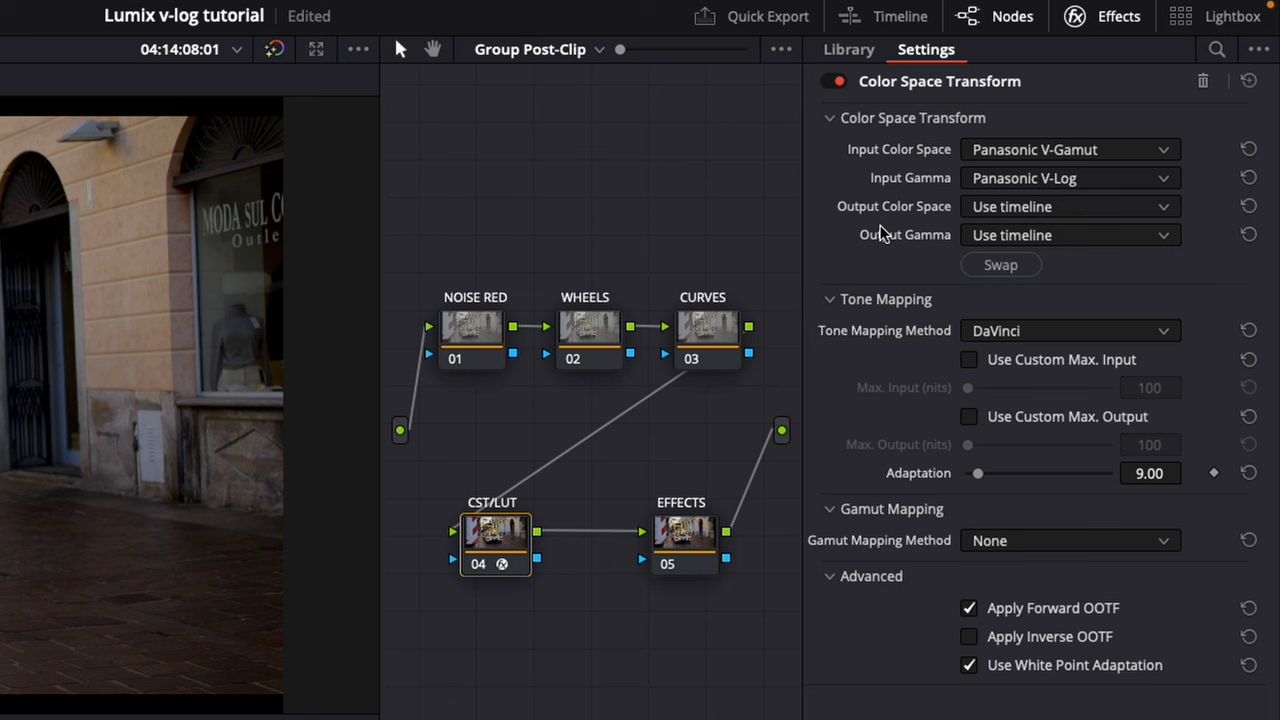 Lumix v-log tutorial Edited
Quick Export Timeline Nodes Effects Lightbox
04:14:08:01 Group Post-Clip Library Settings
Color Space Transform
Color Space Transform
Input Color Space Panasonic V-Gamut
Input Gamma Panasonic V-Log
Output Color Space Use timeline
Output Gamma Use timeline
Swap
Tone Mapping
Tone Mapping Method DaVinci
Use Custom Max. Input
Max. Input (nits) 100
Use Custom Max. Output
Max. Output (nits) 100
Adaptation 9.00
Gamut Mapping
Gamut Mapping Method None
Advanced
Apply Forward OOTF
Apply Inverse OOTF
Use White Point Adaptation
NOISE RED WHEELS CURVES
01 02 03
CST/LUT EFFECTS
04 fx 05
MODA SUL CO
Outle